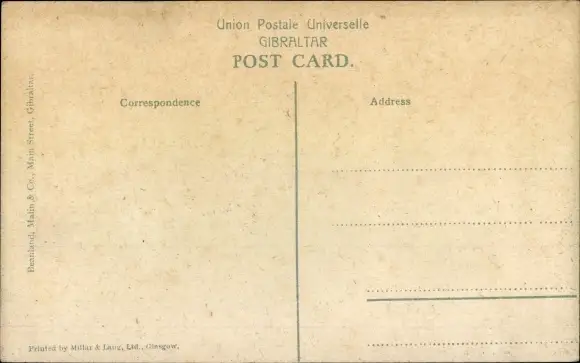 Union Postale Universelle
GIBRALTAR
POST CARD.
Correspondence
Address
Beanland, Malin & Co., Main Street, Gibraltar.
Printed by Millar & Lang, Ltd., Glasgow.